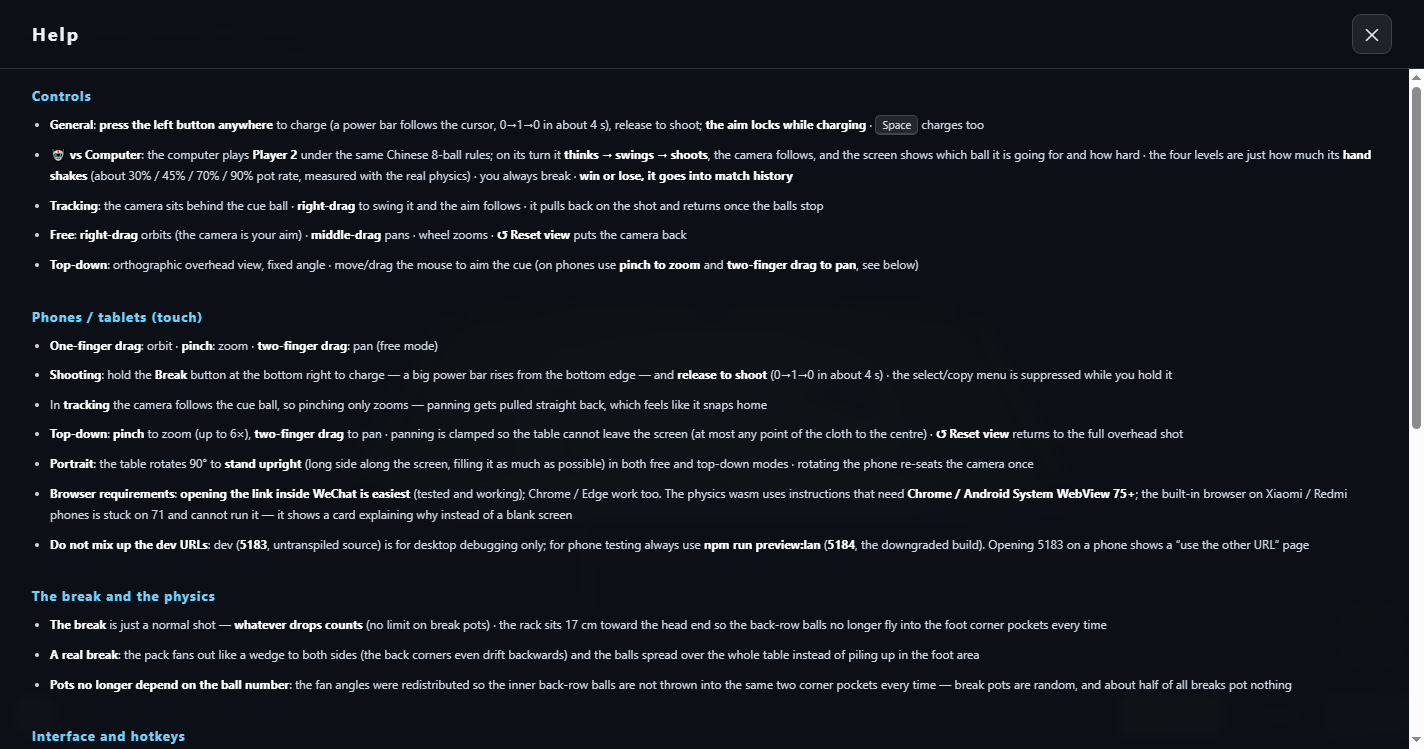 Help
Controls
General: press the left button anywhere to charge (a power bar follows the cursor, 0→1→0 in about 4 s), release to shoot; the aim locks while charging · Space charges too
vs Computer: the computer plays Player 2 under the same Chinese 8-ball rules; on its turn it thinks → swings → shoots, the camera follows, and the screen shows which ball it is going for and how hard · the four levels are just how much its hand
shakes (about 30% / 45% / 70% / 90% pot rate, measured with the real physics) · you always break · win or lose, it goes into match history
Tracking: the camera sits behind the cue ball · right-drag to swing it and the aim follows · it pulls back on the shot and returns once the balls stop
Free: right-drag orbits (the camera is your aim) · middle-drag pans · wheel zooms · ↺ Reset view puts the camera back
Top-down: orthographic overhead view, fixed angle · move/drag the mouse to aim the cue (on phones use pinch to zoom and two-finger drag to pan, see below)
Phones / tablets (touch)
One-finger drag: orbit · pinch: zoom · two-finger drag: pan (free mode)
Shooting: hold the Break button at the bottom right to charge — a big power bar rises from the bottom edge — and release to shoot (0→1→0 in about 4 s) · the select/copy menu is suppressed while you hold it
In tracking the camera follows the cue ball, so pinching only zooms — panning gets pulled straight back, which feels like it snaps home
Top-down: pinch to zoom (up to 6×), two-finger drag to pan · panning is clamped so the table cannot leave the screen (at most any point of the cloth to the centre) · ↺ Reset view returns to the full overhead shot
Portrait: the table rotates 90° to stand upright (long side along the screen, filling it as much as possible) in both free and top-down modes · rotating the phone re-seats the camera once
Browser requirements: opening the link inside WeChat is easiest (tested and working); Chrome / Edge work too. The physics wasm uses instructions that need Chrome / Android System WebView 75+; the built-in browser on Xiaomi / Redmi
phones is stuck on 71 and cannot run it — it shows a card explaining why instead of a blank screen
Do not mix up the dev URLs: dev (5183, untranspiled source) is for desktop debugging only; for phone testing always use npm run preview:lan (5184, the downgraded build). Opening 5183 on a phone shows a “use the other URL” page
The break and the physics
The break is just a normal shot — whatever drops counts (no limit on break pots) · the rack sits 17 cm toward the head end so the back-row balls no longer fly into the foot corner pockets every time
A real break: the pack fans out like a wedge to both sides (the back corners even drift backwards) and the balls spread over the whole table instead of piling up in the foot area
Pots no longer depend on the ball number: the fan angles were redistributed so the inner back-row balls are not thrown into the same two corner pockets every time — break pots are random, and about half of all breaks pot nothing
Interface and hotkeys